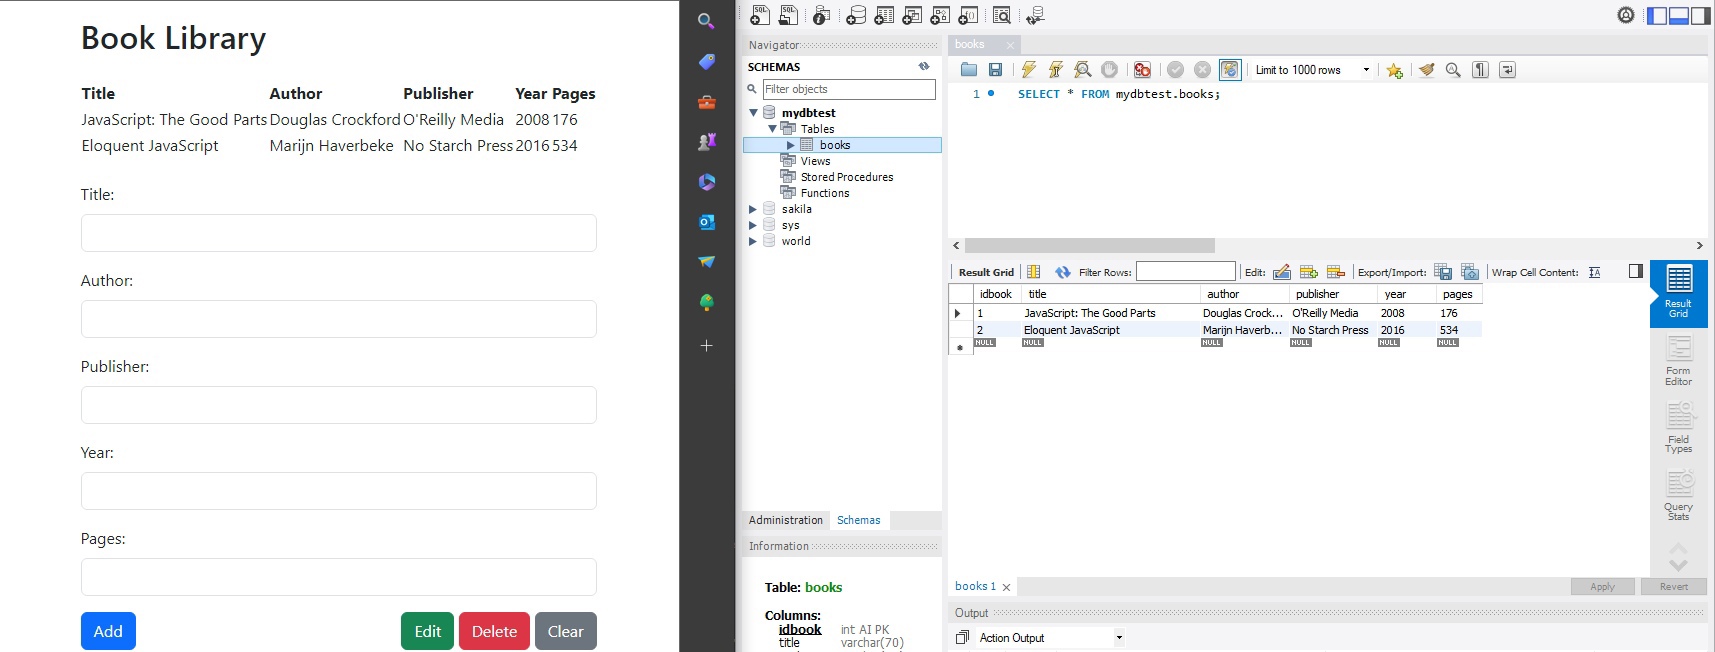 Book Library
Title Author Publisher Year Pages
JavaScript: The Good Parts Douglas Crockford O'Reilly Media 2008 176
Eloquent JavaScript Marijn Haverbeke No Starch Press 2016 534
Title:
Author:
Publisher:
Year:
Pages:
Add Edit Delete Clear
Navigator
SCHEMAS
Filter objects
mydbtest
Tables
books
Views
Stored Procedures
Functions
sakila
sys
world
Administration Schemas
Information
Table: books
Columns:
idbook int AI PK
title varchar(70)
books
Limit to 1000 rows
1 SELECT * FROM mydbtest.books;
Result Grid Filter Rows: Edit: Export/Import: Wrap Cell Content:
idbook title author publisher year pages
1 JavaScript: The Good Parts Douglas Crock... O'Reilly Media 2008 176
2 Eloquent JavaScript Marijn Haverb... No Starch Press 2016 534
NULL NULL NULL NULL NULL NULL
Result
Grid
Form
Editor
Field
Types
Query
Stats
books 1 Apply Revert
Output
Action Output